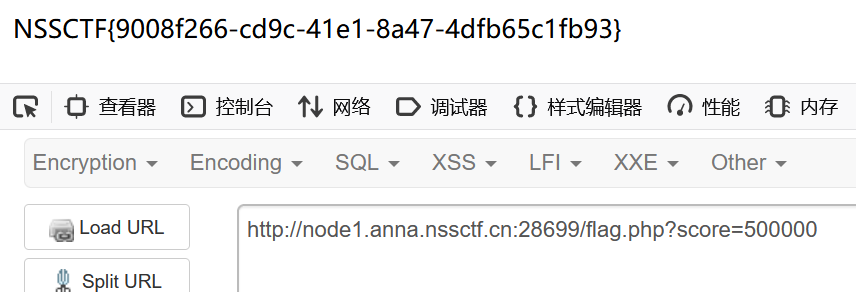 NSSCTF{9008f266-cd9c-41e1-8a47-4dfb65c1fb93}
查看器 控制台 网络 调试器 样式编辑器 性能 内存
Encryption Encoding SQL XSS LFI XXE Other
Load URL
http://node1.anna.nssctf.cn:28699/flag.php?score=500000
Split URL